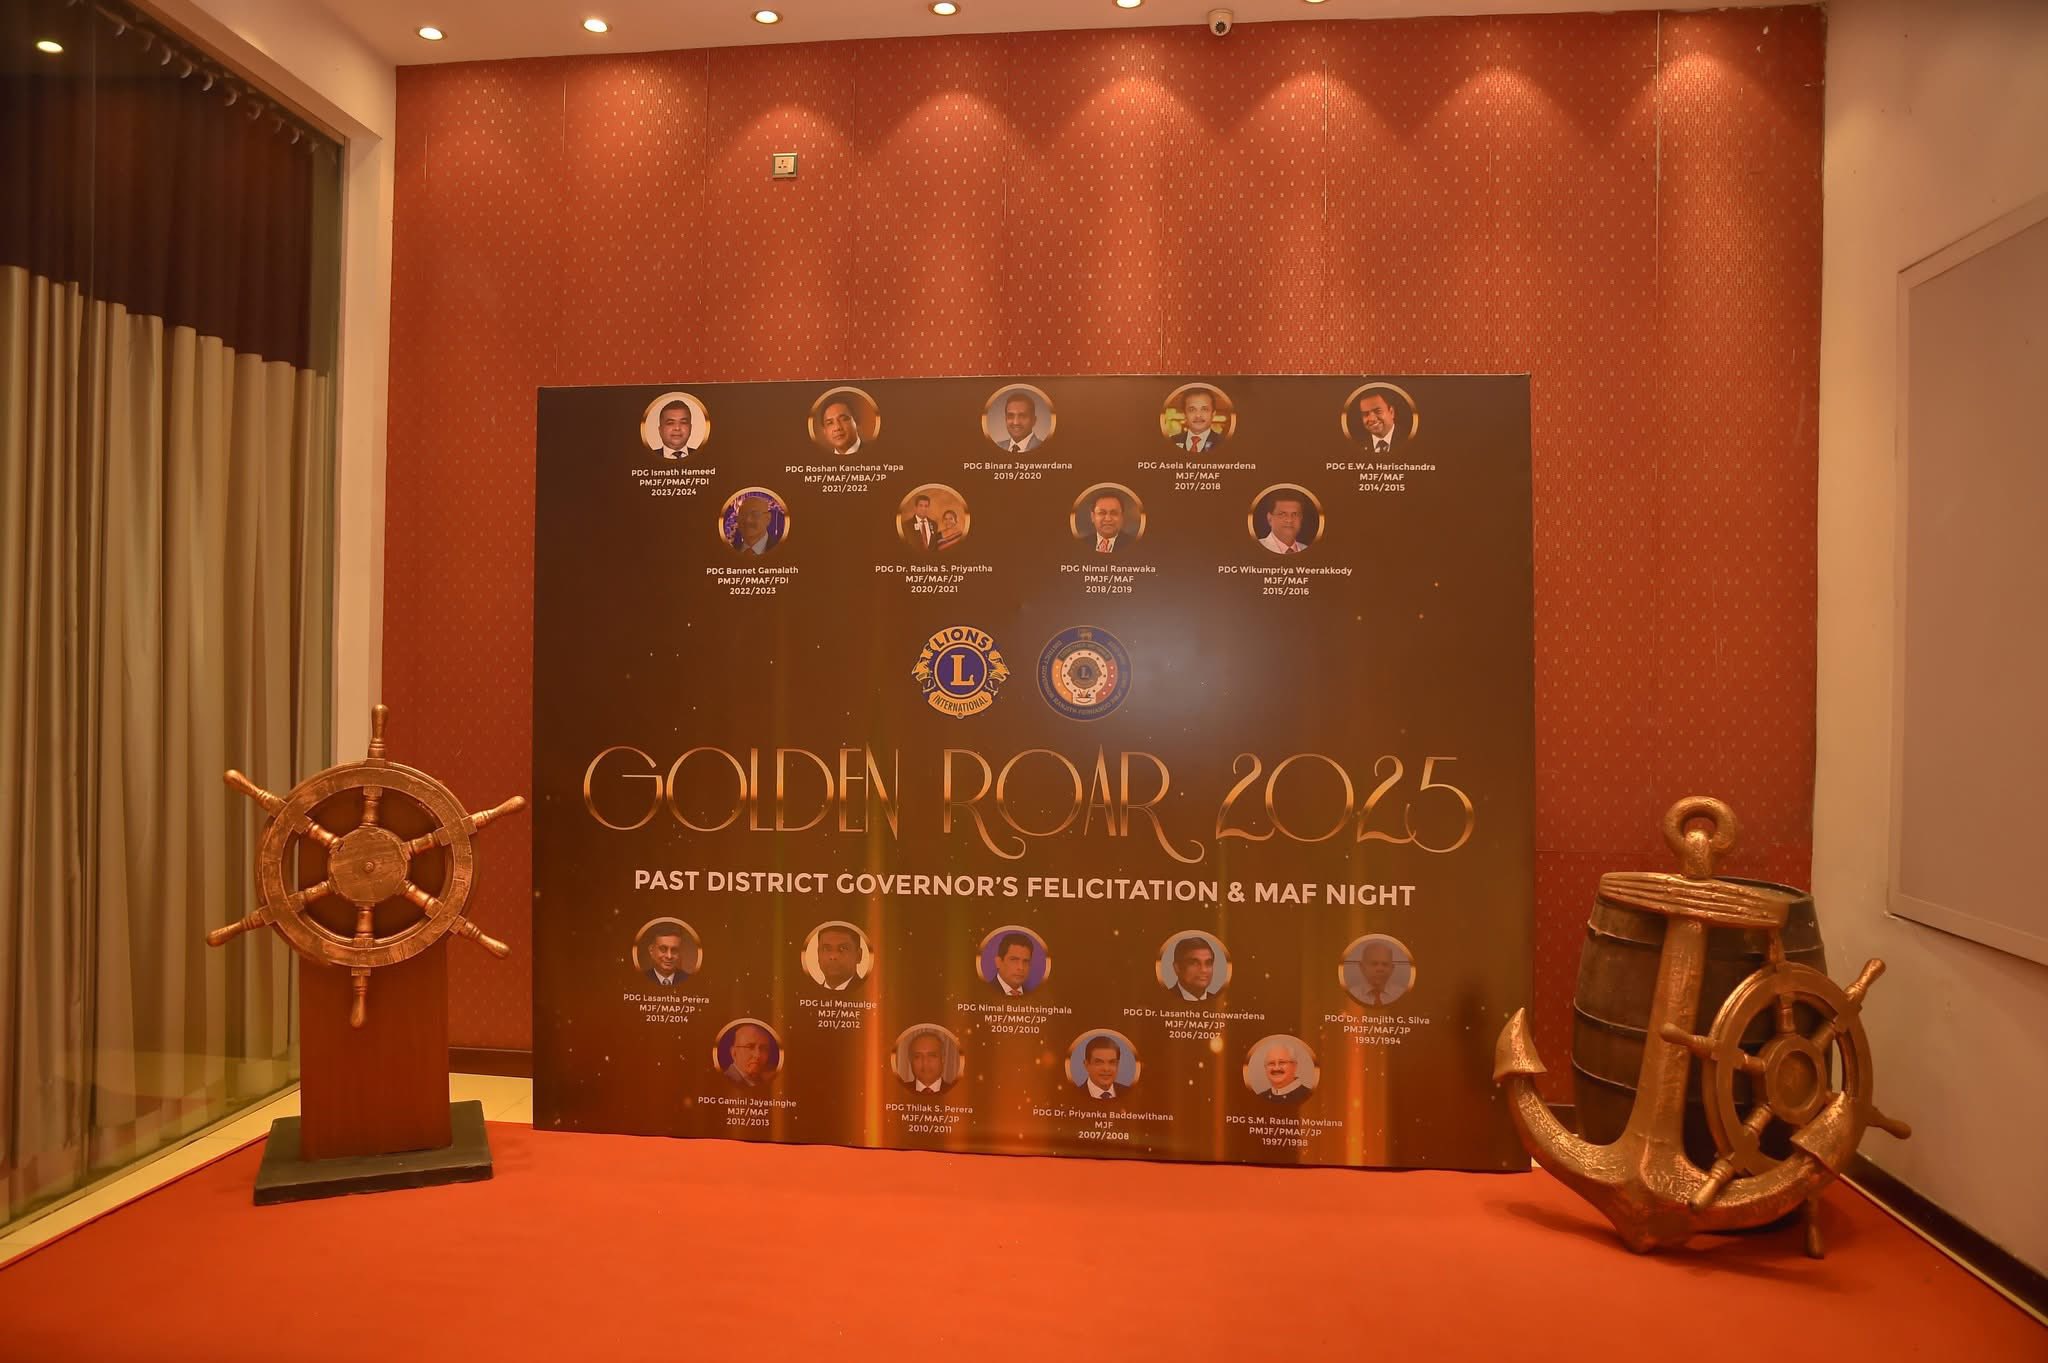 PDG Ismath Hameed
PMJF/PMAF/FDI
2023/2024
PDG Roshan Kanchana Yapa
MJF/MAF/MBA/JP
2021/2022
PDG Binara Jayawardana
2019/2020
PDG Asela Karunawardena
MJF/MAF
2017/2018
PDG E.W.A Harischandra
MJF/MAF
2014/2015
PDG Bannet Gamalath
PMJF/PMAF/FDI
2022/2023
PDG Dr. Rasika S. Priyantha
MJF/MAF/JP
2020/2021
PDG Nimal Ranawaka
PMJF/MAF
2018/2019
PDG Wikumpriya Weerakkody
MJF/MAF
2015/2016
LIONS
L
INTERNATIONAL
DISTRICT GOVERNOR RANJITH FERNANDO
GOLDEN ROAR 2025
PAST DISTRICT GOVERNOR'S FELICITATION & MAF NIGHT
PDG Lasantha Perera
MJF/MAP/JP
2013/2014
PDG Lal Manualge
MJF/MAF
2011/2012
PDG Nimal Bulathsinghala
MJF/MMC/JP
2009/2010
PDG Dr. Lasantha Gunawardena
MJF/MAF/JP
2006/2007
PDG Dr. Ranjith G. Silva
PMJF/MAF/JP
1993/1994
PDG Gamini Jayasinghe
MJF/MAF
2012/2013
PDG Thilak S. Perera
MJF/MAF/JP
2010/2011
PDG Dr. Priyanka Baddewithana
MJF
2007/2008
PDG S.M. Raslan Mowlana
PMJF/PMAF/JP
1997/1998